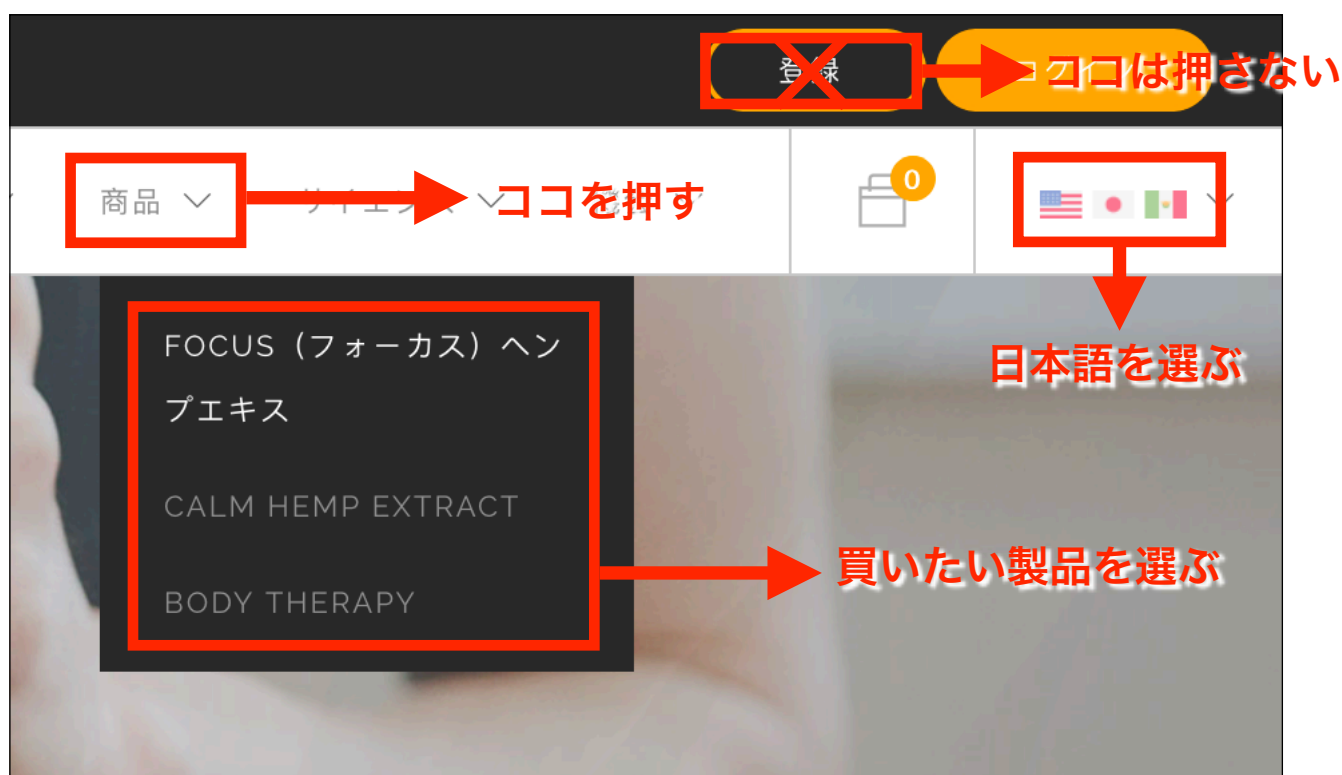 登録
ココは押さない
商品
ココを押す
0
日本語を選ぶ
FOCUS（フォーカス）ヘン
プエキス
CALM HEMP EXTRACT
BODY THERAPY
買いたい製品を選ぶ